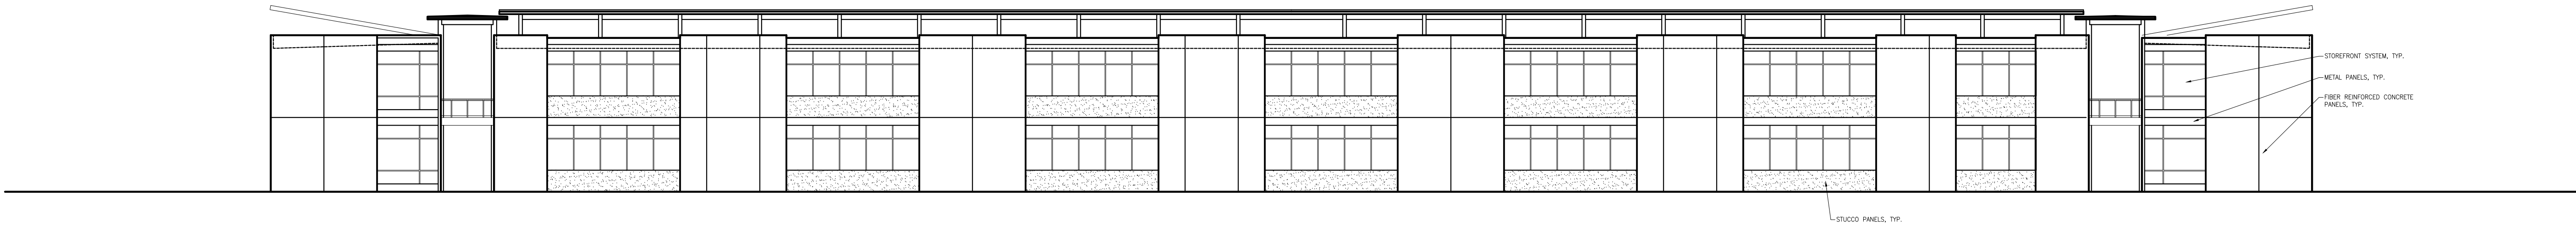 STOREFRONT SYSTEM, TYP.
METAL PANELS, TYP.
FIBER REINFORCED CONCRETE
PANELS, TYP.
STUCCO PANELS, TYP.